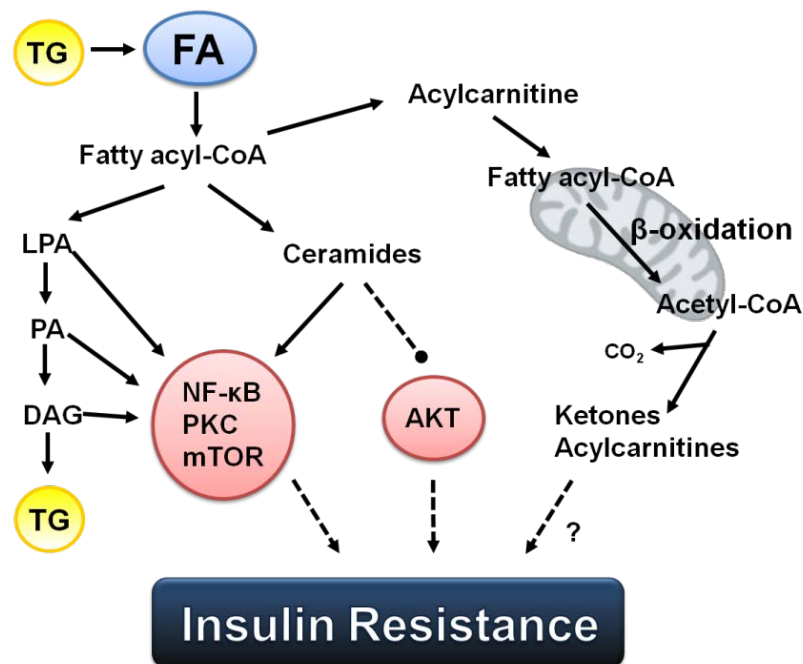 TG
FA
Acylcarnitine
Fatty acyl-CoA
Fatty acyl-CoA
LPA
Ceramides
β-oxidation
PA
Acetyl-CoA
CO₂
NF-κB
PKC
mTOR
AKT
DAG
Ketones
Acylcarnitines
TG
?
Insulin Resistance